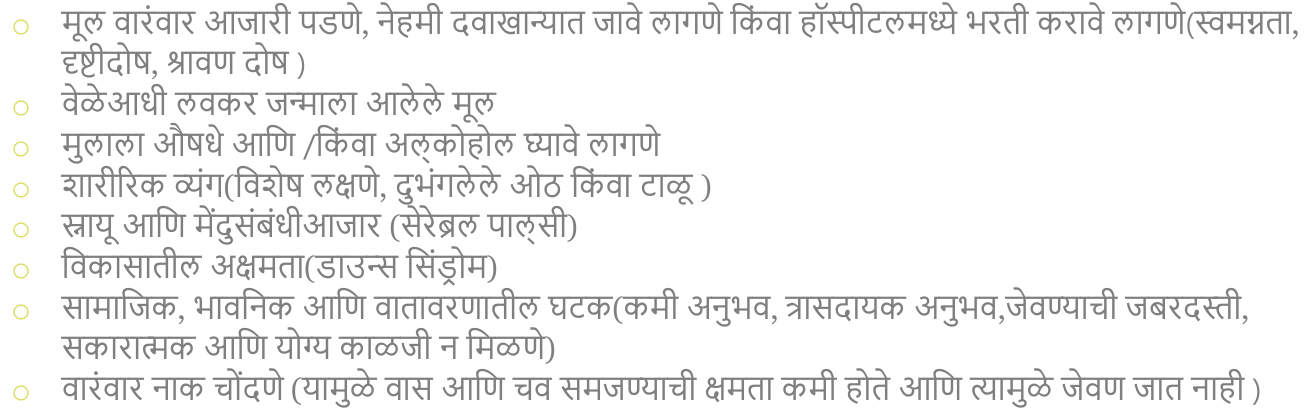 मूल वारंवार आजारी पडणे, नेहमी दवाखान्यात जावे लागणे किंवा हॉस्पीटलमध्ये भरती करावे लागणे(स्वमग्नता,
दृष्टीदोष, श्रावण दोष )
वेळेआधी लवकर जन्माला आलेले मूल
मुलाला औषधे आणि /किंवा अल्कोहोल घ्यावे लागणे
शारीरिक व्यंग(विशेष लक्षणे, दुभंगलेले ओठ किंवा टाळू )
स्नायू आणि मेंदुसंबंधीआजार (सेरेब्रल पाल्सी)
विकासातील अक्षमता(डाउन्स सिंड्रोम)
सामाजिक, भावनिक आणि वातावरणातील घटक(कमी अनुभव, त्रासदायक अनुभव,जेवण्याची जबरदस्ती,
सकारात्मक आणि योग्य काळजी न मिळणे)
वारंवार नाक चोंदणे (यामुळे वास आणि चव समजण्याची क्षमता कमी होते आणि त्यामुळे जेवण जात नाही )